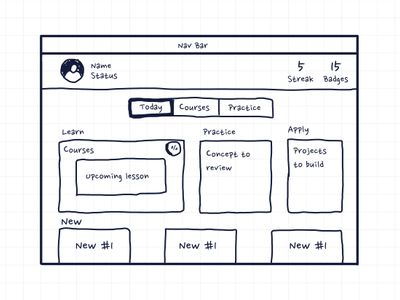 Nav Bar
Name
Status
5
Streak
15
Badges
Today
Courses
Practice
Learn
Practice
Apply
Courses
Upcoming lesson
Concept to
review
Projects
to build
New
New #1
New #1
New #1